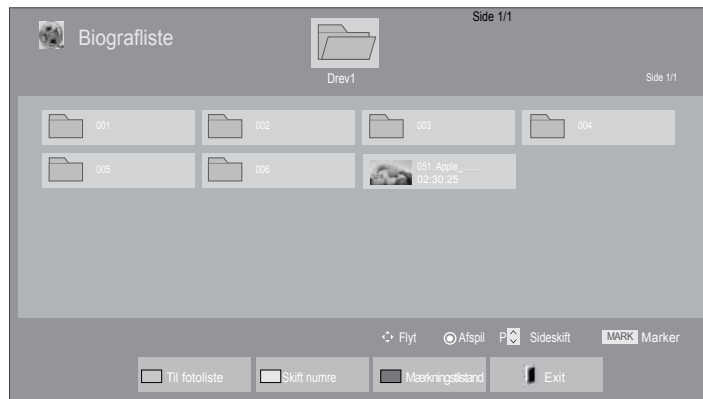 Side 1/1
Biografliste
Drev1
Side 1/1
001
002
003
004
005
006
051. Apple_ ......
02:30:25
Flyt
Afspil
P
Sideskift
MARK
Marker
Til fotoliste
Skift numre
Mærkningstilstand
Exit